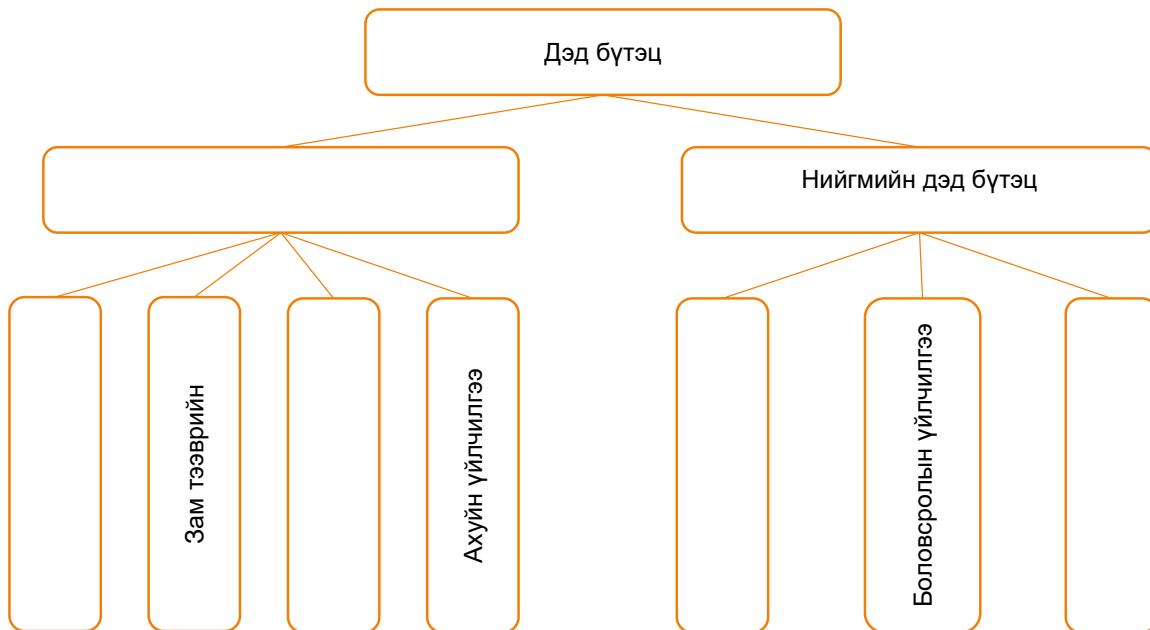 Дэд бүтэц
Нийгмийн дэд бүтэц
Зам тээврийн
Ахуйн үйлчилгээ
Боловсролын үйлчилгээ